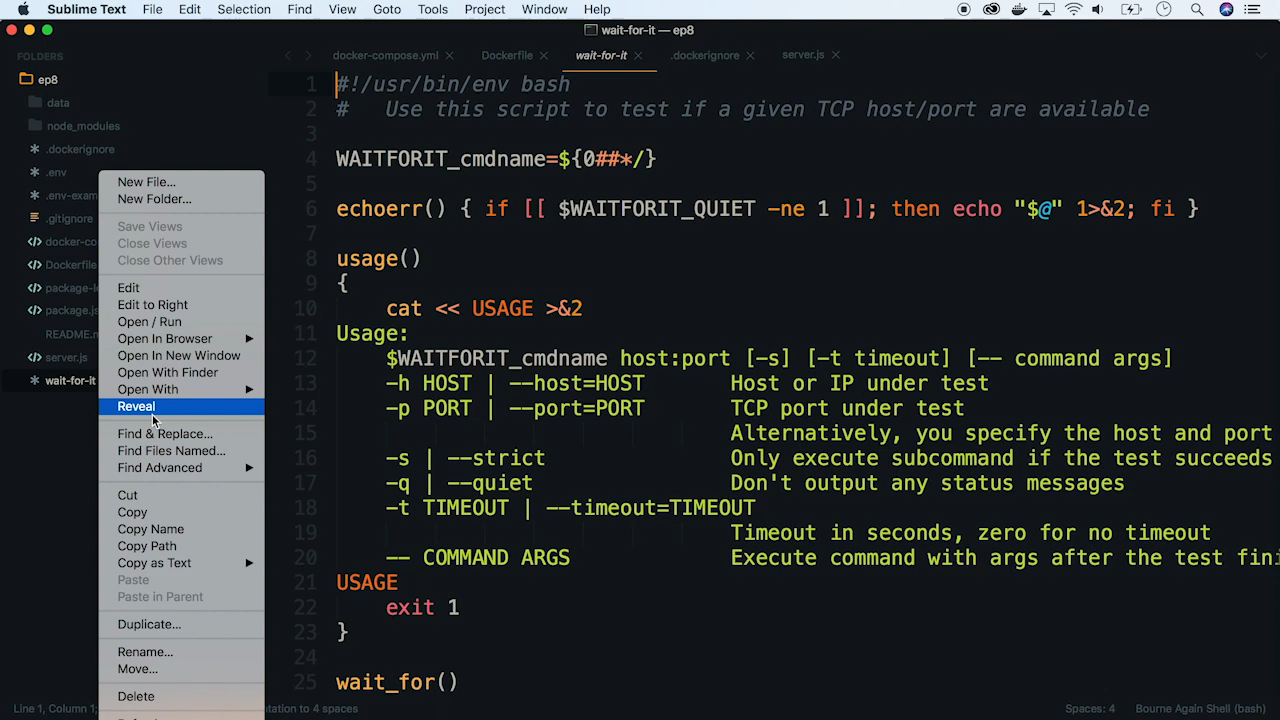 Sublime Text File Edit Selection Find View Goto Tools Project Window Help
wait-for-it — ep8
FOLDERS
docker-compose.yml Dockerfile wait-for-it .dockerignore server.js
ep8
data
node_modules
.dockerignore
.env
.env-exam
.gitignore
docker-co
Dockerfile
package-l
package.js
README.m
server.js
wait-for-it
New File...
New Folder...
Save Views
Close Views
Close Other Views
Edit
Edit to Right
Open / Run
Open In Browser
Open In New Window
Open With Finder
Open With
Reveal
Find & Replace...
Find Files Named...
Find Advanced
Cut
Copy
Copy Name
Copy Path
Copy as Text
Paste
Paste in Parent
Duplicate...
Rename...
Move...
Delete
1 #!/usr/bin/env bash
2 #   Use this script to test if a given TCP host/port are available
3
4 WAITFORIT_cmdname=${0##*/}
5
6 echoerr() { if [[ $WAITFORIT_QUIET -ne 1 ]]; then echo "$@" 1>&2; fi }
7
8 usage()
9 {
10     cat << USAGE >&2
11 Usage:
12     $WAITFORIT_cmdname host:port [-s] [-t timeout] [-- command args]
13     -h HOST | --host=HOST       Host or IP under test
14     -p PORT | --port=PORT       TCP port under test
15                                 Alternatively, you specify the host and port
16     -s | --strict               Only execute subcommand if the test succeeds
17     -q | --quiet                Don't output any status messages
18     -t TIMEOUT | --timeout=TIMEOUT
19                                 Timeout in seconds, zero for no timeout
20     -- COMMAND ARGS             Execute command with args after the test fini
21 USAGE
22     exit 1
23 }
24
25 wait_for()
Line 1, Column 1; tation to 4 spaces Spaces: 4 Bourne Again Shell (bash)